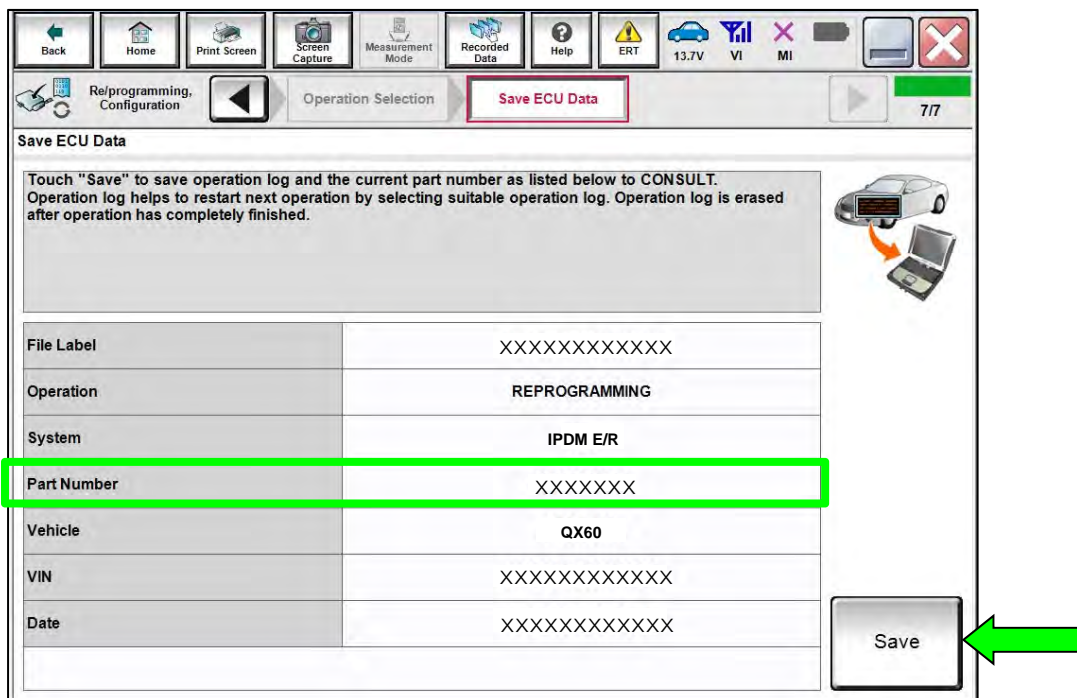 Back
Home
Print Screen
Screen
Capture
Measurement
Mode
Recorded
Data
Help
ERT
13.7V
VI
MI
Re/programming,
Configuration
Operation Selection
Save ECU Data
7/7
Save ECU Data
Touch "Save" to save operation log and the current part number as listed below to CONSULT.
Operation log helps to restart next operation by selecting suitable operation log. Operation log is erased
after operation has completely finished.
File Label XXXXXXXXXXXX
Operation REPROGRAMMING
System IPDM E/R
Part Number XXXXXXX
Vehicle QX60
VIN XXXXXXXXXXXX
Date XXXXXXXXXXXX
Save